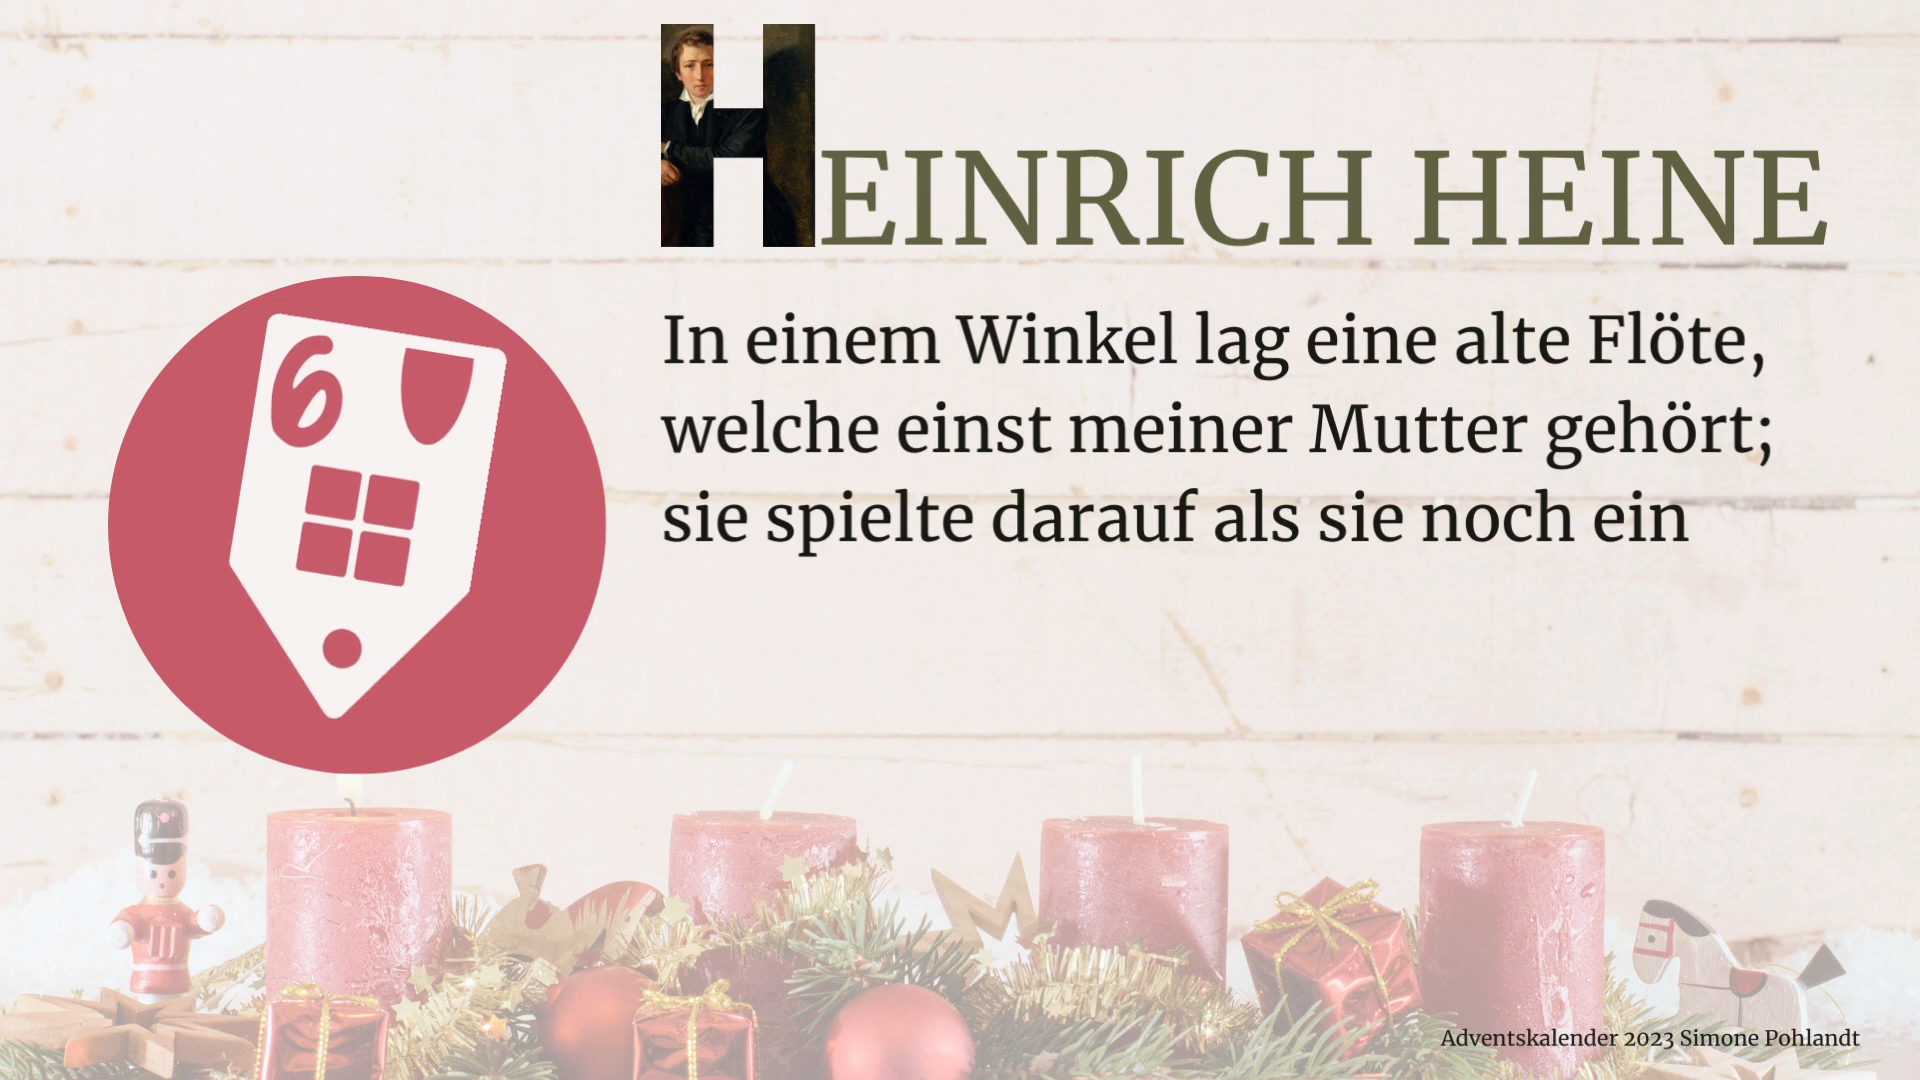 HEINRICH HEINE
6
In einem Winkel lag eine alte Flöte,
welche einst meiner Mutter gehört;
sie spielte darauf als sie noch ein
Adventskalender 2023 Simone Pohlandt